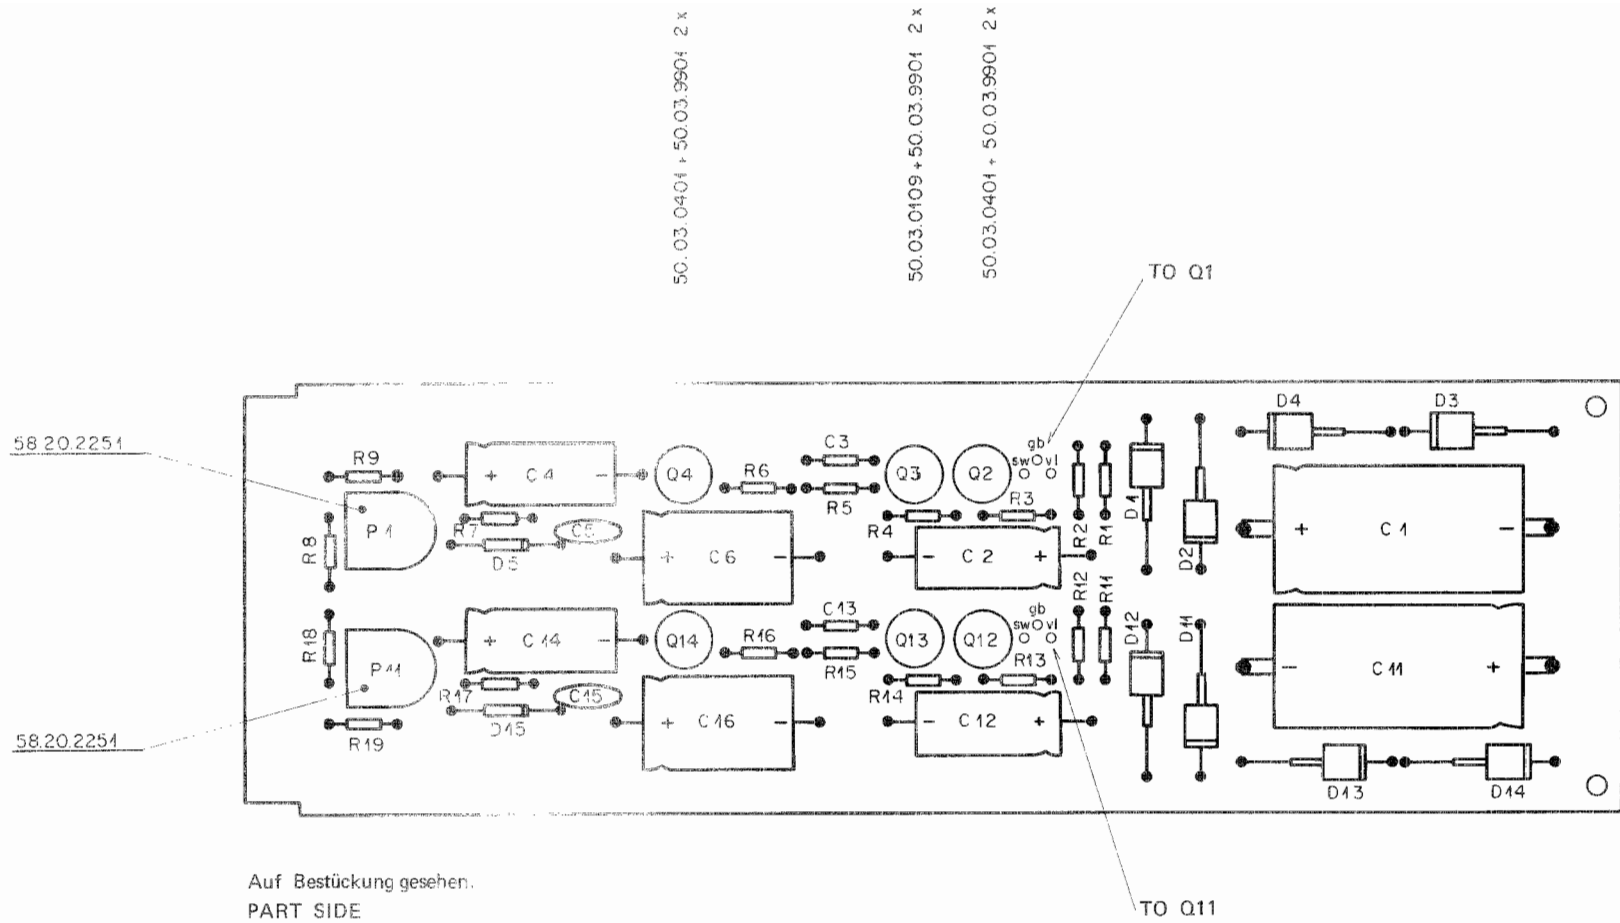 50.03.0401 + 50.03.9901 2x
50.03.0109 + 50.03.9901 2x
50.03.0401 + 50.03.9901 2x
TO Q1
D4
D3
58.20.2251
R9
C4
+
-
Q4
R6
C3
R5
Q3
Q2
gb
sw
vl
R2
R1
D1
D2
+
C1
-
P1
R8
R7
D5
C5
+
C6
-
R4
R3
-
C2
+
R18
P11
+
C14
-
Q14
R16
C13
R15
Q13
Q12
gb
sw
vl
R12
R11
D12
D11
-
C11
+
R17
D15
C15
+
C16
-
R14
R13
-
C12
+
58.20.2251
R19
D13
D14
Auf Bestückung gesehen.
PART SIDE
TO Q11